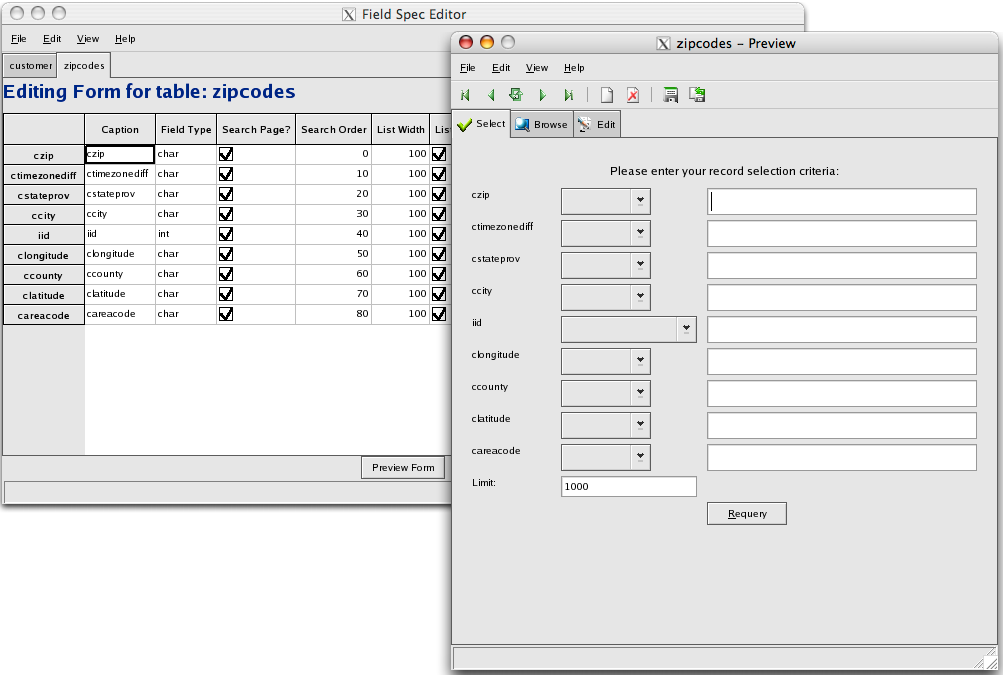 Field Spec Editor
File Edit View Help
customer zipcodes
Editing Form for table: zipcodes
Caption Field Type Search Page? Search Order List Width Lis
czip czip char 0 100
ctimezonediff ctimezonediff char 10 100
cstateprov cstateprov char 20 100
ccity ccity char 30 100
iid iid int 40 100
clongitude clongitude char 50 100
ccounty ccounty char 60 100
clatitude clatitude char 70 100
careacode careacode char 80 100
Preview Form
zipcodes – Preview
File Edit View Help
Select Browse Edit
Please enter your record selection criteria:
czip
ctimezonediff
cstateprov
ccity
iid
clongitude
ccounty
clatitude
careacode
Limit: 1000
Requery